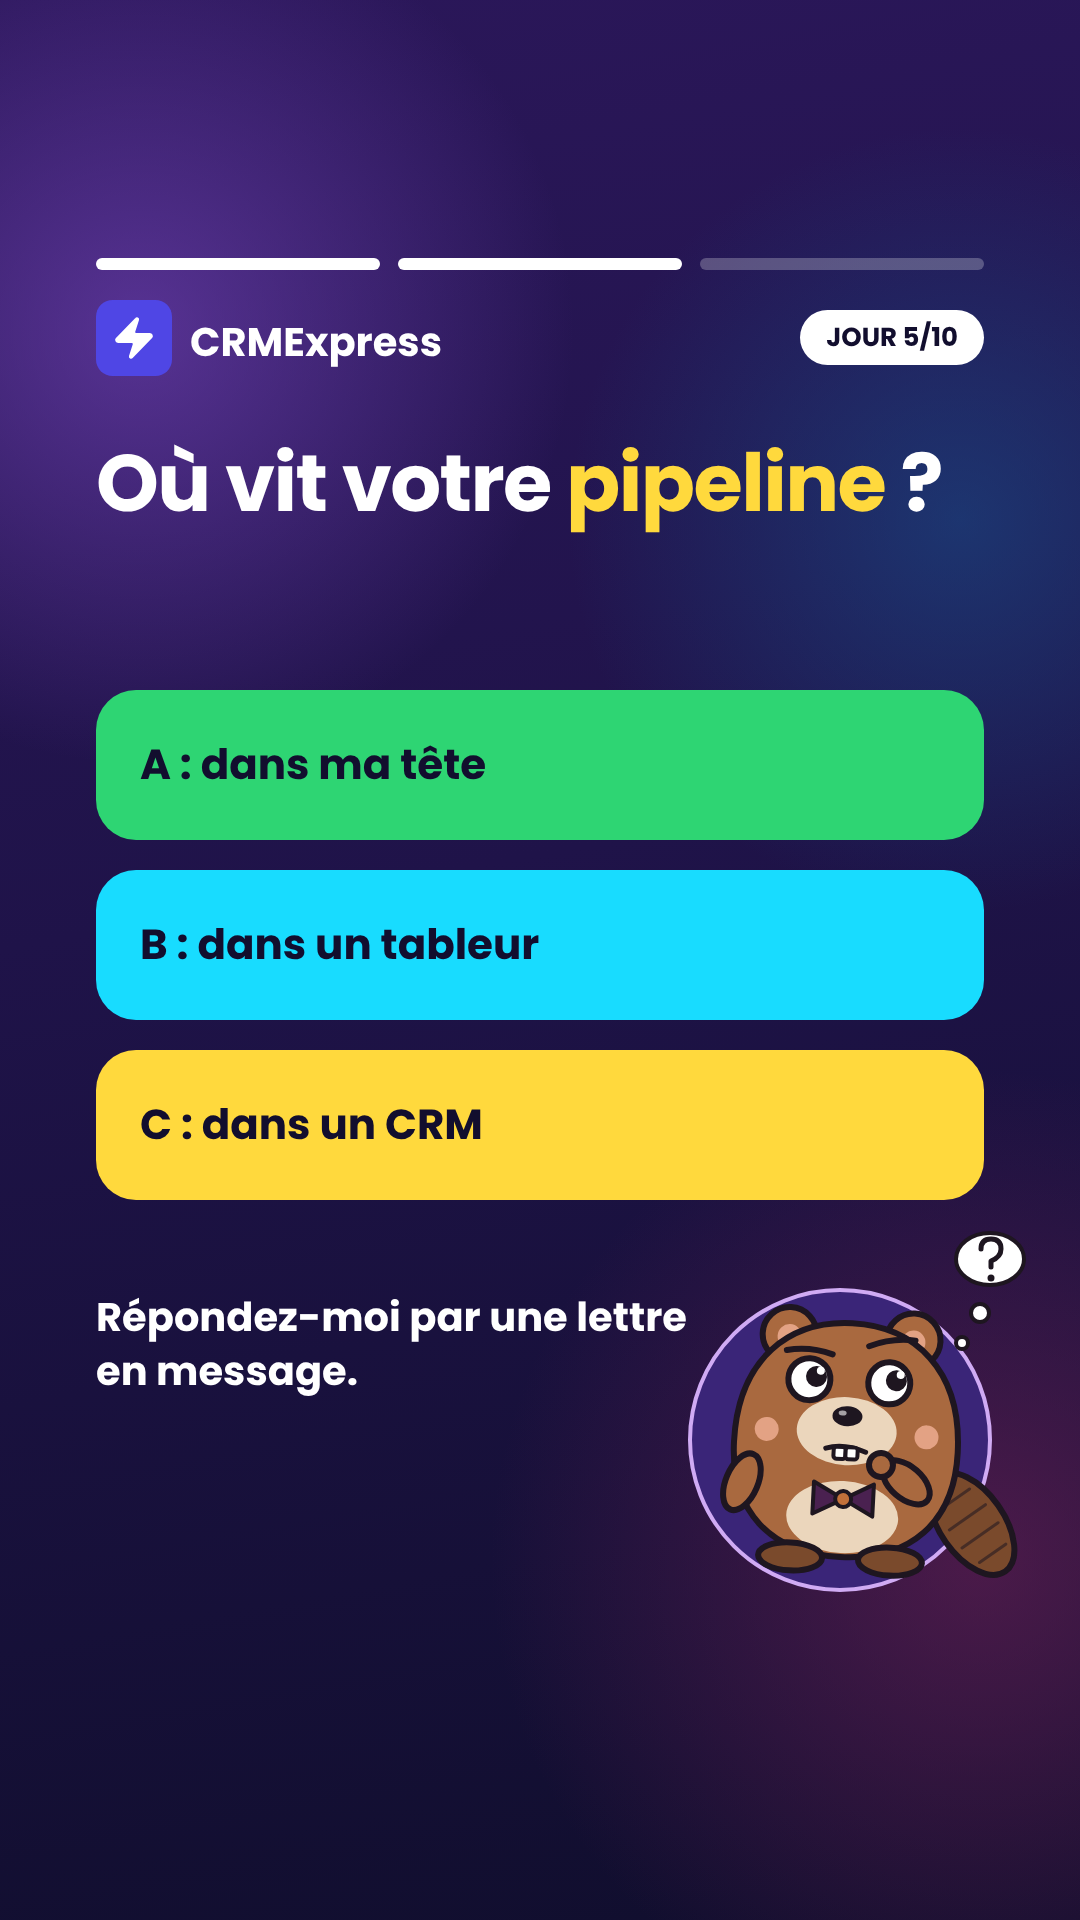 CRMExpress
JOUR 5/10
Où vit votre pipeline ?
A : dans ma tête
B : dans un tableur
C : dans un CRM
?
Répondez-moi par une lettre
en message.